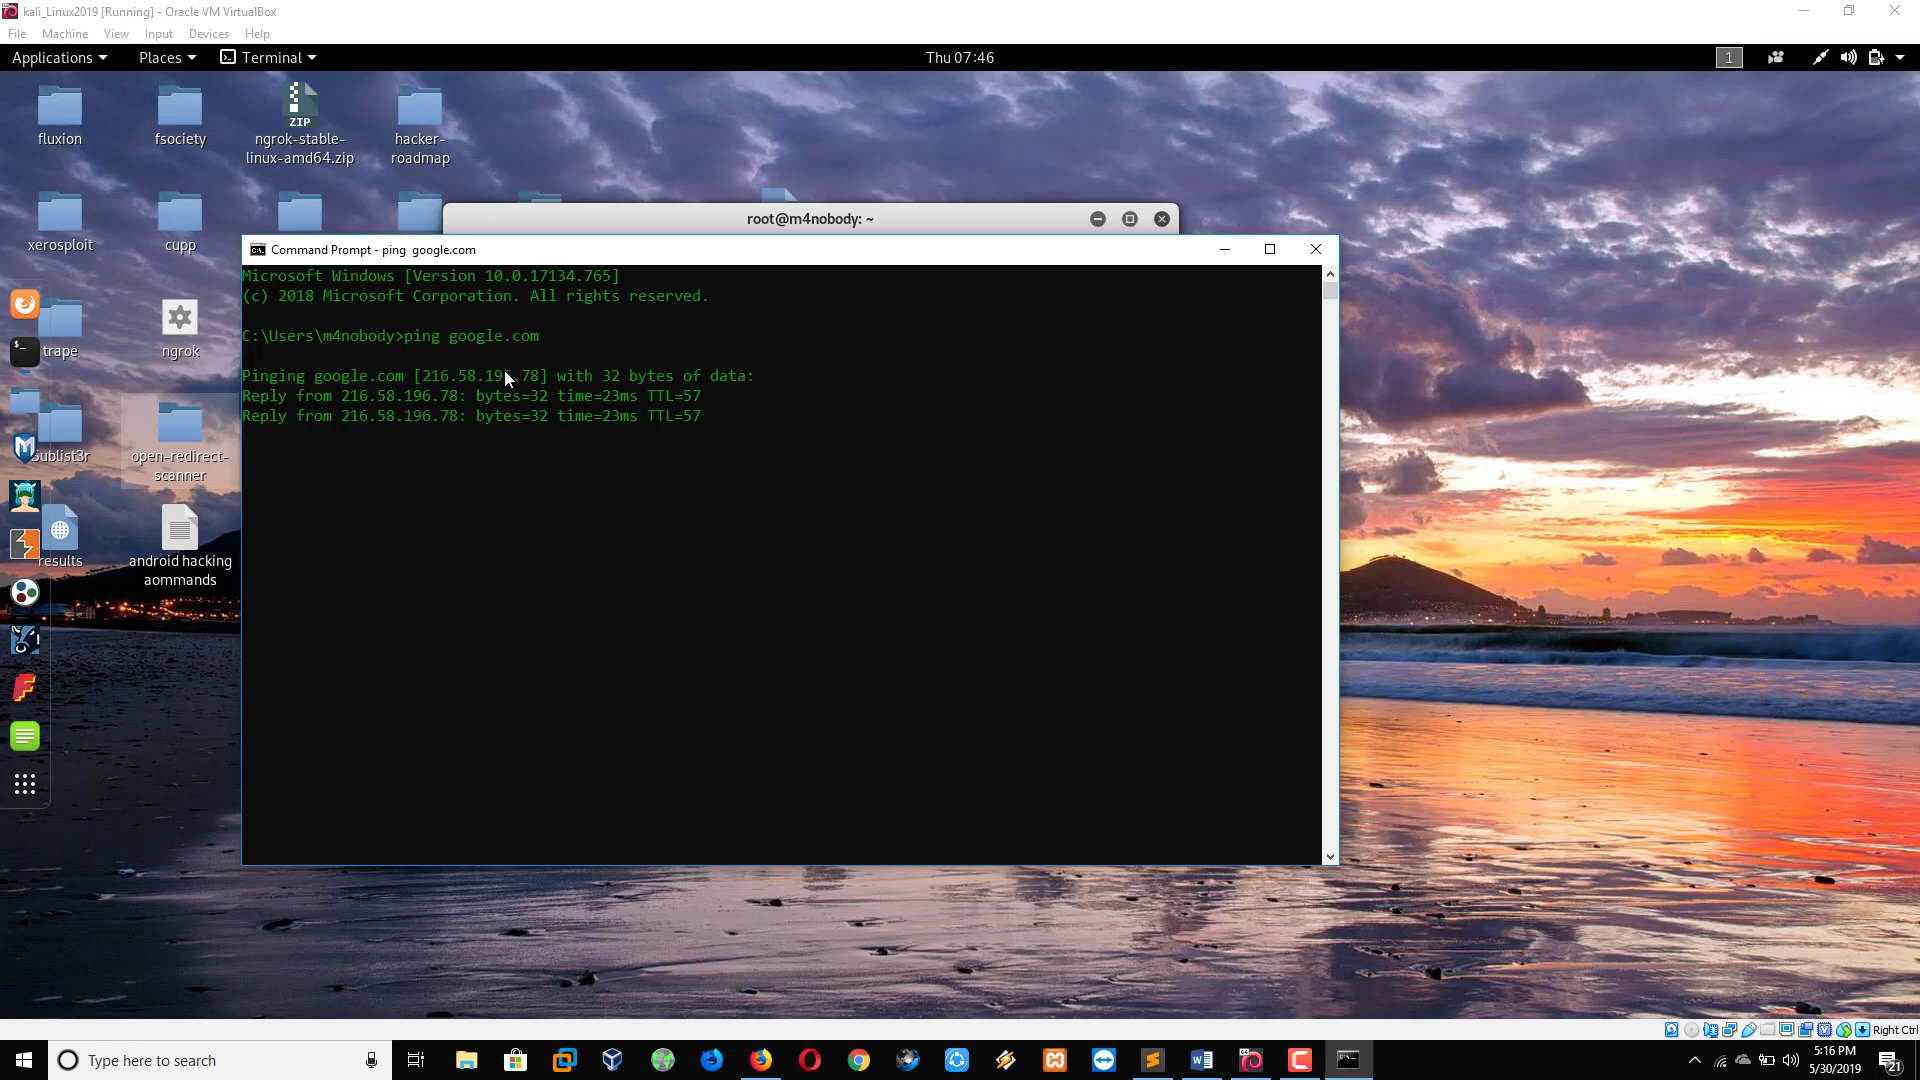 kali_Linux2019 [Running] - Oracle VM VirtualBox
File Machine View Input Devices Help
Applications Places Terminal Thu 07:46 1
fluxion fsociety ZIP ngrok-stable-linux-amd64.zip hacker-roadmap
xerosploit cupp
root@m4nobody: ~
Command Prompt - ping google.com
Microsoft Windows [Version 10.0.17134.765]
(c) 2018 Microsoft Corporation. All rights reserved.
C:\Users\m4nobody>ping google.com
Pinging google.com [216.58.196.78] with 32 bytes of data:
Reply from 216.58.196.78: bytes=32 time=23ms TTL=57
Reply from 216.58.196.78: bytes=32 time=23ms TTL=57
trape ngrok
Sublist3r open-redirect-scanner
results android hacking aommands
Right Ctrl
Type here to search
5:16 PM
5/30/2019
21